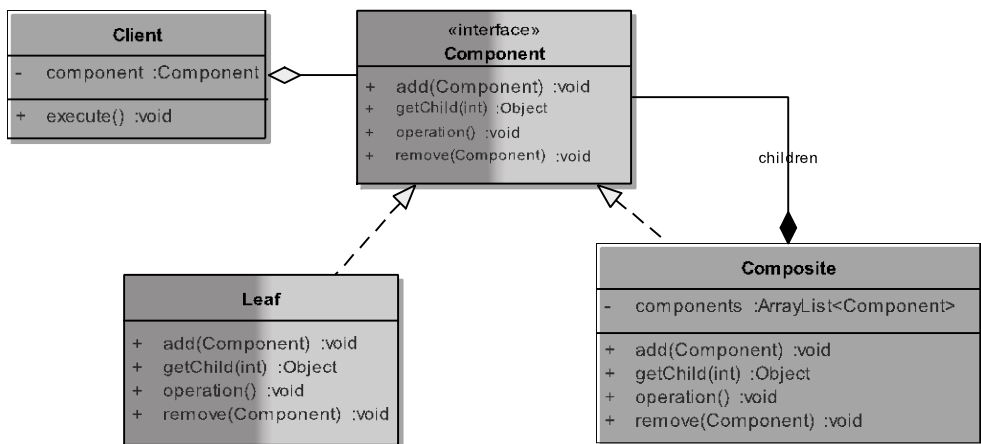 Client
- component :Component
+ execute() :void
«interface»
Component
+ add(Component) :void
+ getChild(int) :Object
+ operation() :void
+ remove(Component) :void
children
Leaf
+ add(Component) :void
+ getChild(int) :Object
+ operation() :void
+ remove(Component) :void
Composite
- components :ArrayList<Component>
+ add(Component) :void
+ getChild(int) :Object
+ operation() :void
+ remove(Component) :void